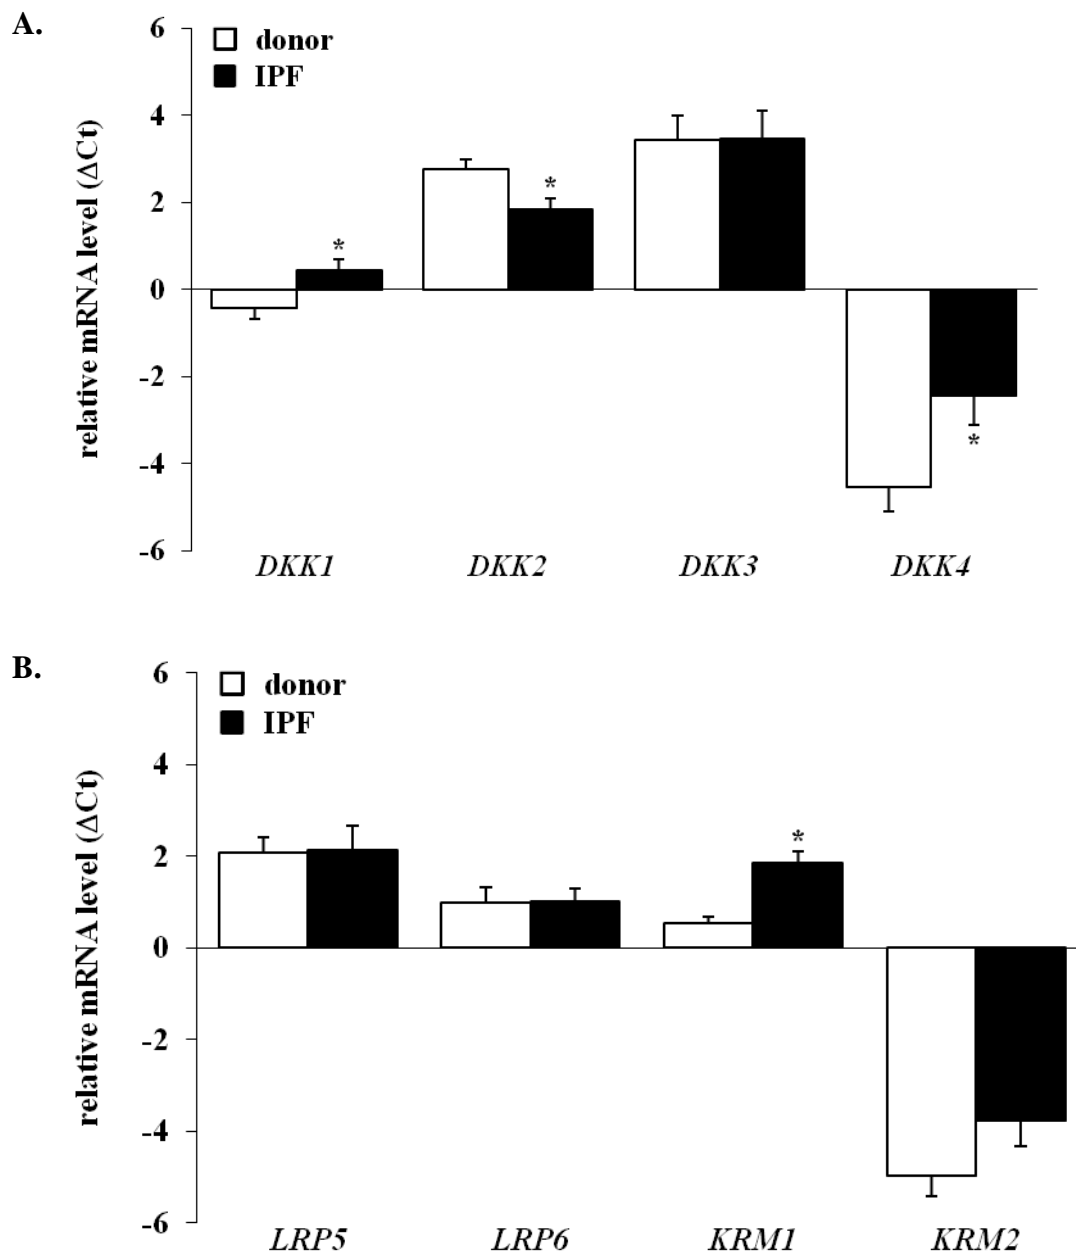 A.
relative mRNA level (ΔCt)
6
4
2
0
-2
-4
-6
donor
IPF
*
*
*
DKK1 DKK2 DKK3 DKK4
B.
relative mRNA level (ΔCt)
6
4
2
0
-2
-4
-6
donor
IPF
*
LRP5 LRP6 KRM1 KRM2